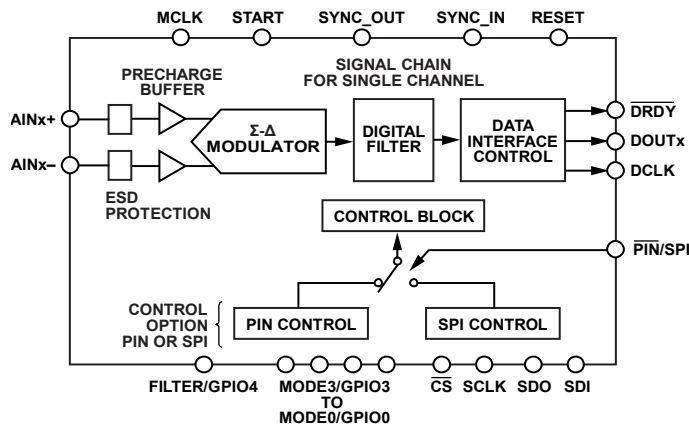 MCLK START SYNC_OUT SYNC_IN RESET
SIGNAL CHAIN
FOR SINGLE CHANNEL
PRECHARGE
BUFFER
AINx+
AINx–
Σ-Δ
MODULATOR
DIGITAL
FILTER
DATA
INTERFACE
CONTROL
DRDY
DOUTx
DCLK
ESD
PROTECTION
CONTROL BLOCK
PIN/SPI
CONTROL
OPTION
PIN OR SPI
PIN CONTROL
SPI CONTROL
FILTER/GPIO4
MODE3/GPIO3
TO
MODE0/GPIO0
CS SCLK SDO SDI